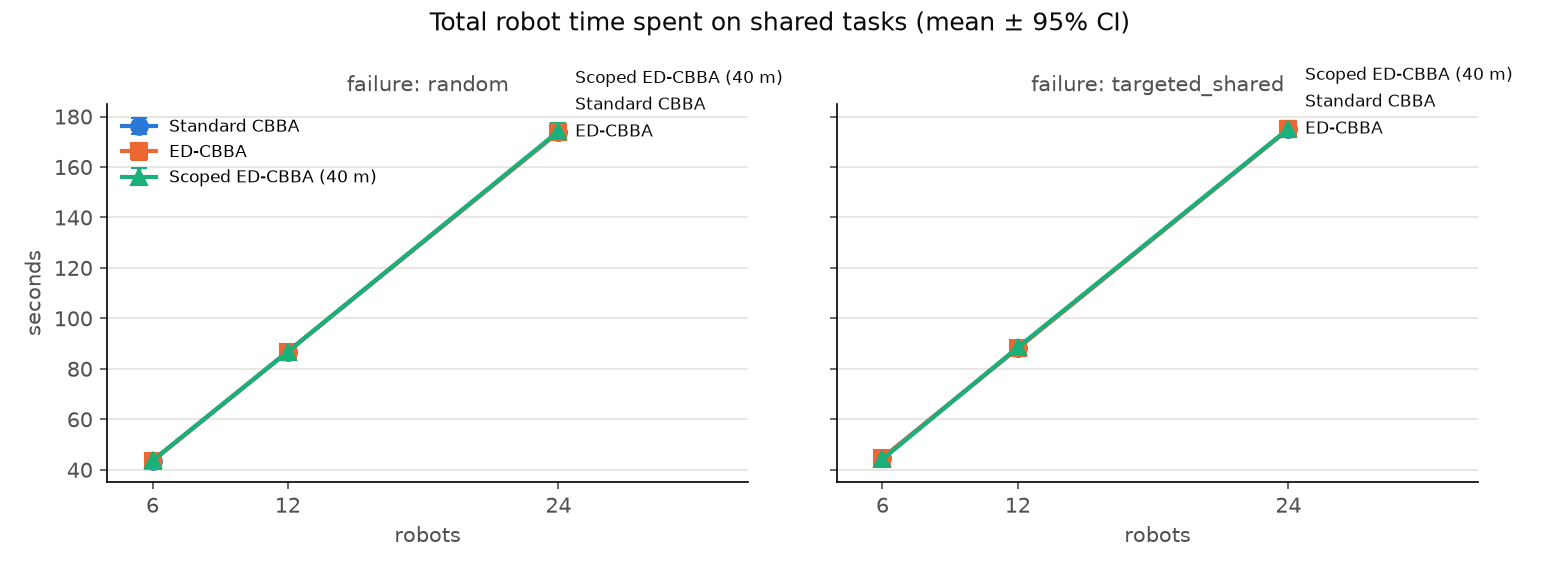 Total robot time spent on shared tasks (mean ± 95% CI)
failure: random
Scoped ED-CBBA (40 m)
Standard CBBA
ED-CBBA
Standard CBBA
ED-CBBA
Scoped ED-CBBA (40 m)
seconds
180
160
140
120
100
80
60
40
6 12 24
robots
failure: targeted_shared
Scoped ED-CBBA (40 m)
Standard CBBA
ED-CBBA
6 12 24
robots